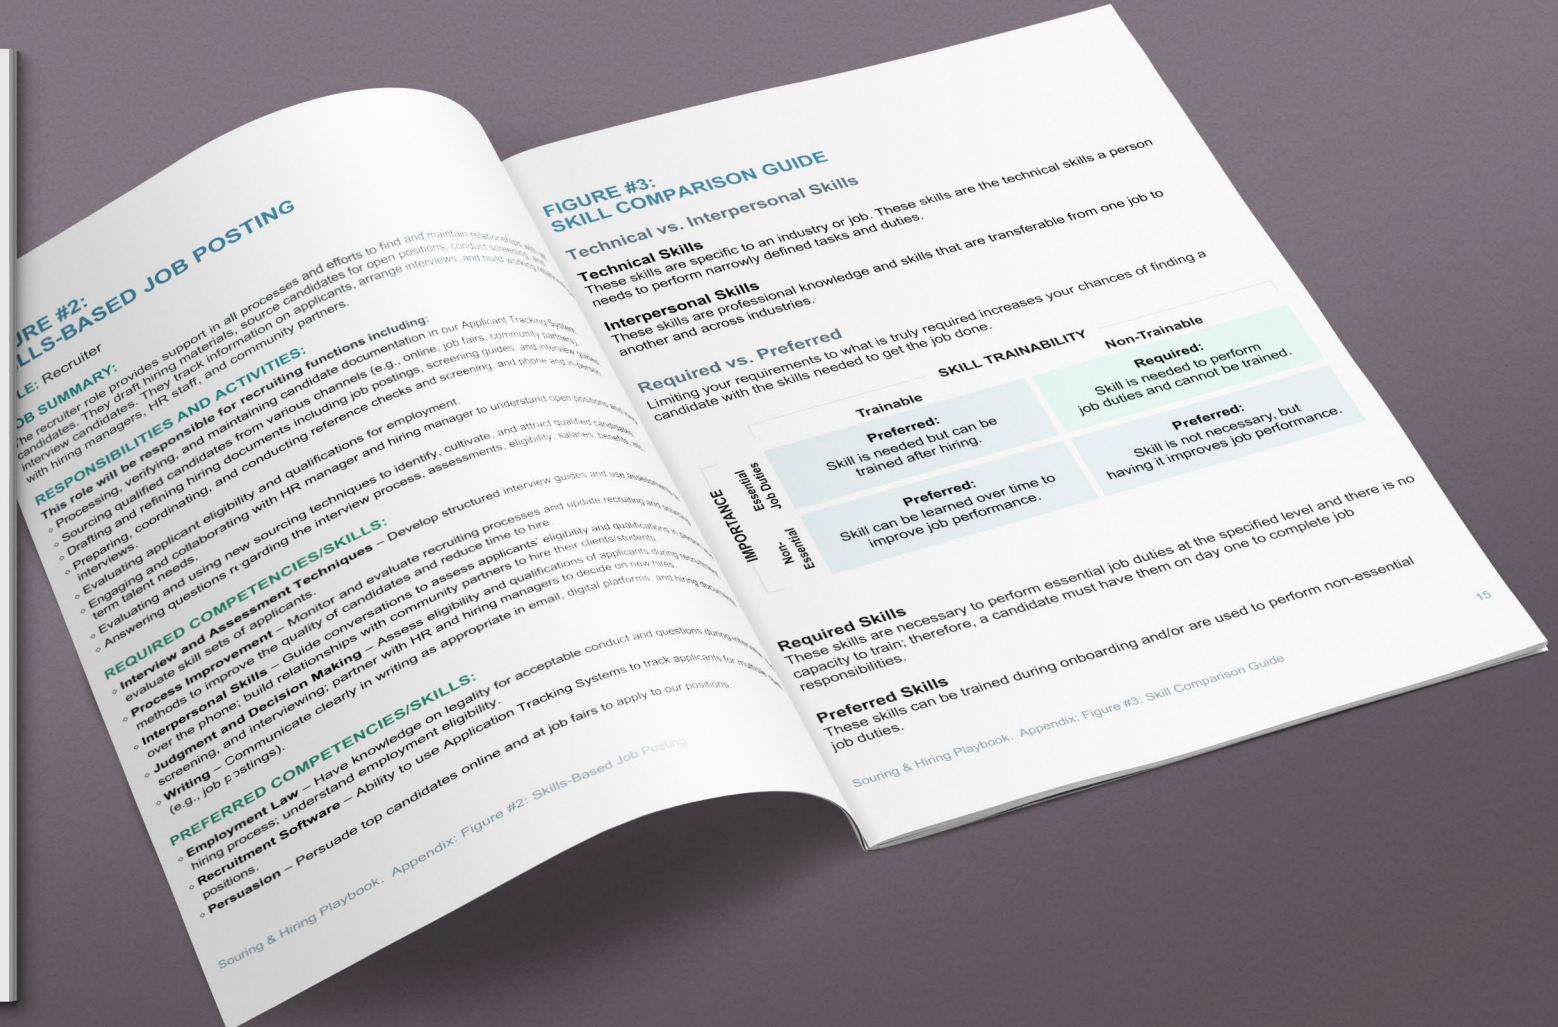 URE #2:
LLS-BASED JOB POSTING
LE: Recruiter
OB SUMMARY:
he recruiter role provides support in all processes and efforts to find and maintain relationships with
candidates. They draft hiring materials, source candidates for open positions, conduct screening, and
interview candidates. They track information on applicants, arrange interviews, and build working
with hiring managers, HR staff, and community partners.
RESPONSIBILITIES AND ACTIVITIES:
This role will be responsible for recruiting functions including:
◦ Processing, verifying, and maintaining candidate documentation in our Applicant Tracking System.
◦ Sourcing qualified candidates from various channels (e.g., online, job fairs, community partners).
◦ Drafting and refining hiring documents including job postings, screening guides, and interview guides.
◦ Preparing, coordinating, and conducting reference checks and screening, and phone and in-person
interviews.
◦ Evaluating applicant eligibility and qualifications for employment.
◦ Engaging and collaborating with HR manager and hiring manager to understand open positions and
term talent needs.
◦ Evaluating and using new sourcing techniques to identify, cultivate, and attract qualified candidates.
◦ Answering questions regarding the interview process, assessments, eligibility, salaries, benefits, etc.
REQUIRED COMPETENCIES/SKILLS:
◦ Interview and Assessment Techniques – Develop structured interview guides and use assessments
evaluate skill sets of applicants.
◦ Process Improvement – Monitor and evaluate recruiting processes and update recruiting and sourcing
methods to improve the quality of candidates and reduce time to hire.
◦ Interpersonal Skills – Guide conversations to assess applicants' eligibility and qualifications in person
over the phone; build relationships with community partners to hire their clients/students.
◦ Judgment and Decision Making – Assess eligibility and qualifications of applicants during recruitment,
screening, and interviewing; partner with HR and hiring managers to decide on new hires.
◦ Writing – Communicate clearly in writing as appropriate in email, digital platforms, and hiring documents
(e.g., job postings).
PREFERRED COMPETENCIES/SKILLS:
◦ Employment Law – Have knowledge on legality for acceptable conduct and questions during
hiring process; understand employment eligibility.
◦ Recruitment Software – Ability to use Application Tracking Systems to track applicants for multiple
positions.
◦ Persuasion – Persuade top candidates online and at job fairs to apply to our positions.
Souring & Hiring Playbook. Appendix: Figure #2: Skills-Based Job Posting
FIGURE #3:
SKILL COMPARISON GUIDE
Technical vs. Interpersonal Skills
Technical Skills
These skills are specific to an industry or job. These skills are the technical skills a person
needs to perform narrowly defined tasks and duties.
Interpersonal Skills
These skills are professional knowledge and skills that are transferable from one job to
another and across industries.
Required vs. Preferred
Limiting your requirements to what is truly required increases your chances of finding a
candidate with the skills needed to get the job done.
SKILL TRAINABILITY
Trainable
Non-Trainable
IMPORTANCE
Essential
Job Duties
Preferred:
Skill is needed but can be
trained after hiring.
Required:
Skill is needed to perform
job duties and cannot be trained.
Non-
Essential
Preferred:
Skill can be learned over time to
improve job performance.
Preferred:
Skill is not necessary, but
having it improves job performance.
Required Skills
These skills are necessary to perform essential job duties at the specified level and there is no
capacity to train; therefore, a candidate must have them on day one to complete job
responsibilities.
Preferred Skills
These skills can be trained during onboarding and/or are used to perform non-essential
job duties.
Souring & Hiring Playbook. Appendix: Figure #3: Skill Comparison Guide
15